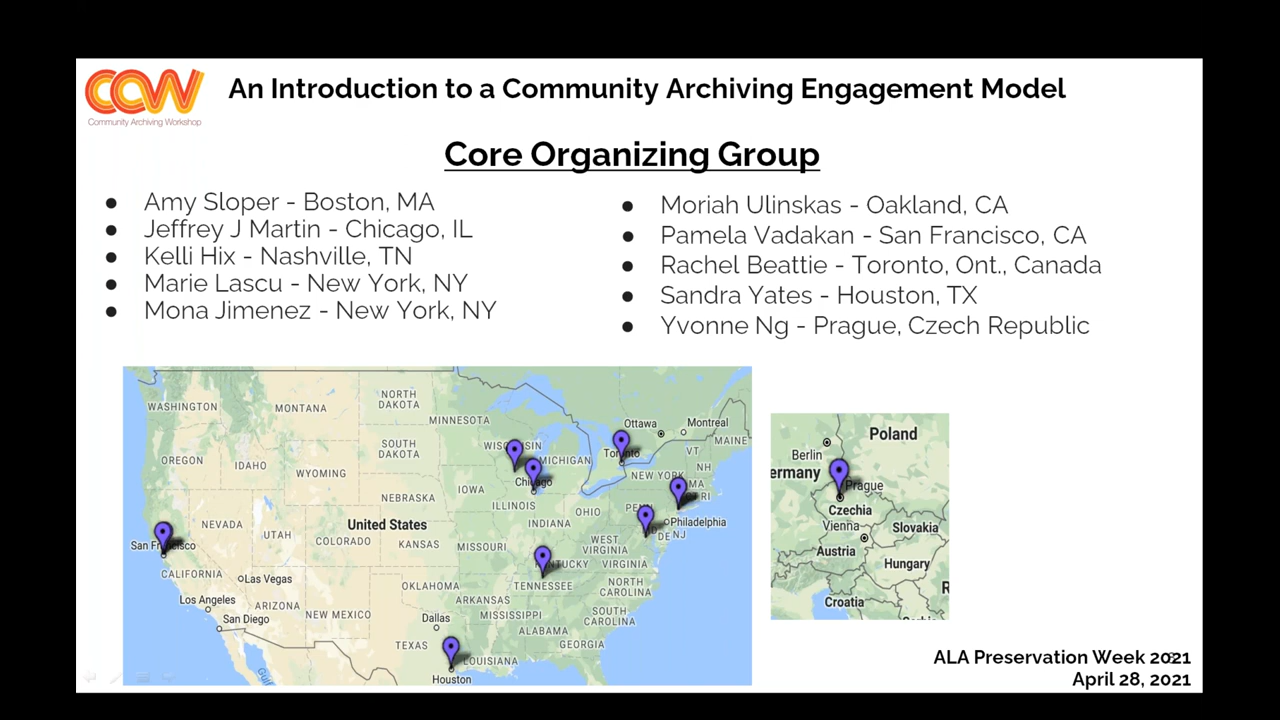 CAW
Community Archiving Workshop
An Introduction to a Community Archiving Engagement Model
Core Organizing Group
● Amy Sloper - Boston, MA
● Jeffrey J Martin - Chicago, IL
● Kelli Hix - Nashville, TN
● Marie Lascu - New York, NY
● Mona Jimenez - New York, NY
● Moriah Ulinskas - Oakland, CA
● Pamela Vadakan - San Francisco, CA
● Rachel Beattie - Toronto, Ont., Canada
● Sandra Yates - Houston, TX
● Yvonne Ng - Prague, Czech Republic
WASHINGTON
MONTANA
NORTH
DAKOTA
MINNESOTA
Ottawa
Montreal
MAINE
OREGON
IDAHO
SOUTH
DAKOTA
WISCONSIN
MICHIGAN
Toronto
VT
NH
WYOMING
NEW YORK
MA
CT RI
IOWA
Chicago
NEBRASKA
ILLINOIS
INDIANA
OHIO
PENN
Philadelphia
NEVADA
UTAH
United States
COLORADO
KANSAS
MISSOURI
WEST
VIRGINIA
MD
DE
NJ
San Francisco
CALIFORNIA
Las Vegas
KENTUCKY
VIRGINIA
OKLAHOMA
TENNESSEE
NORTH
CAROLINA
Los Angeles
ARIZONA
NEW MEXICO
ARKANSAS
MISSISSIPPI
SOUTH
CAROLINA
San Diego
Dallas
ALABAMA
TEXAS
LOUISIANA
GEORGIA
Houston
Gulf
Berlin
Poland
ermany
Prague
Czechia
Vienna
Slovakia
Austria
Hungary
Croatia
R
ALA Preservation Week 2021
April 28, 2021